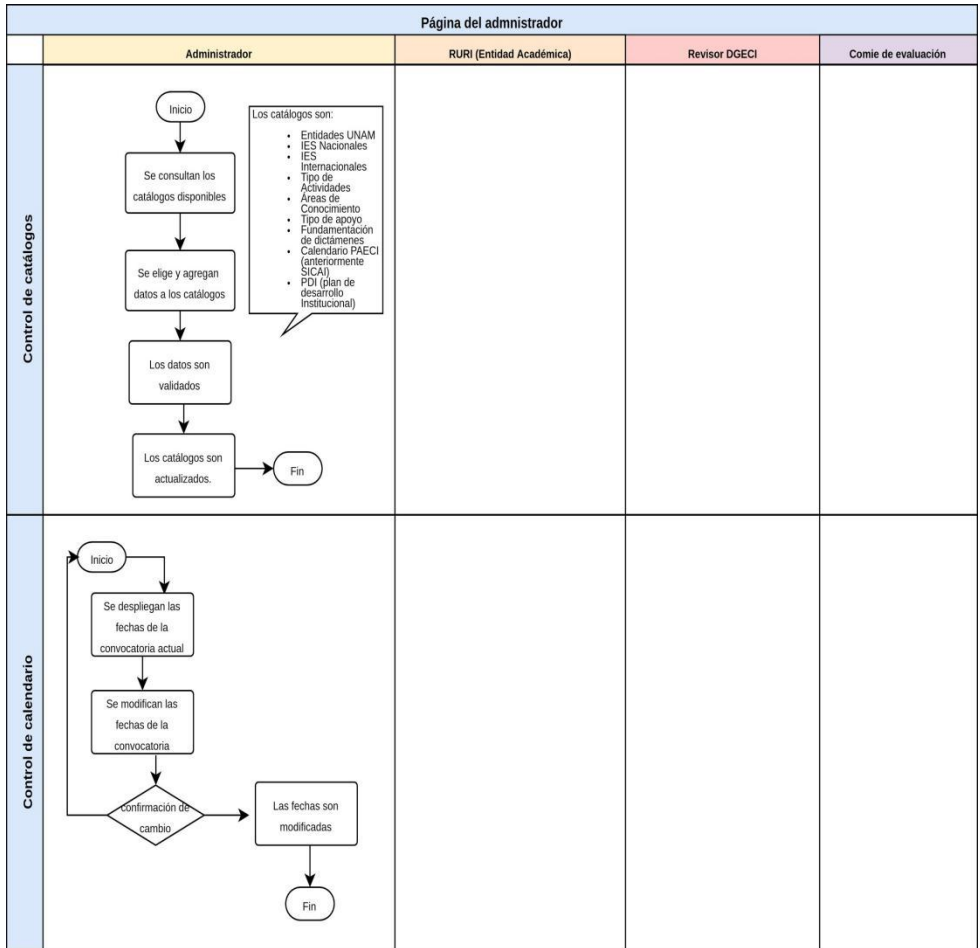 Página del admnistrador
Administrador
RURI (Entidad Académica)
Revisor DGECI
Comie de evaluación
Control de catálogos
Inicio
Se consultan los
catálogos disponibles
Se elige y agregan
datos a los catálogos
Los datos son
validados
Los catálogos son
actualizados.
Fin
Los catálogos son:
• Entidades UNAM
• IES Nacionales
• IES
Internacionales
• Tipo de
Actividades
• Áreas de
Conocimiento
• Tipo de apoyo
• Fundamentación
de dictámenes
• Calendario PAECI
(anteriormente
SICAI)
• PDI (plan de
desarrollo
Institucional)
Control de calendario
Inicio
Se despliegan las
fechas de la
convocatoria actual
Se modifican las
fechas de la
convocatoria
confirmación de
cambio
Las fechas son
modificadas
Fin